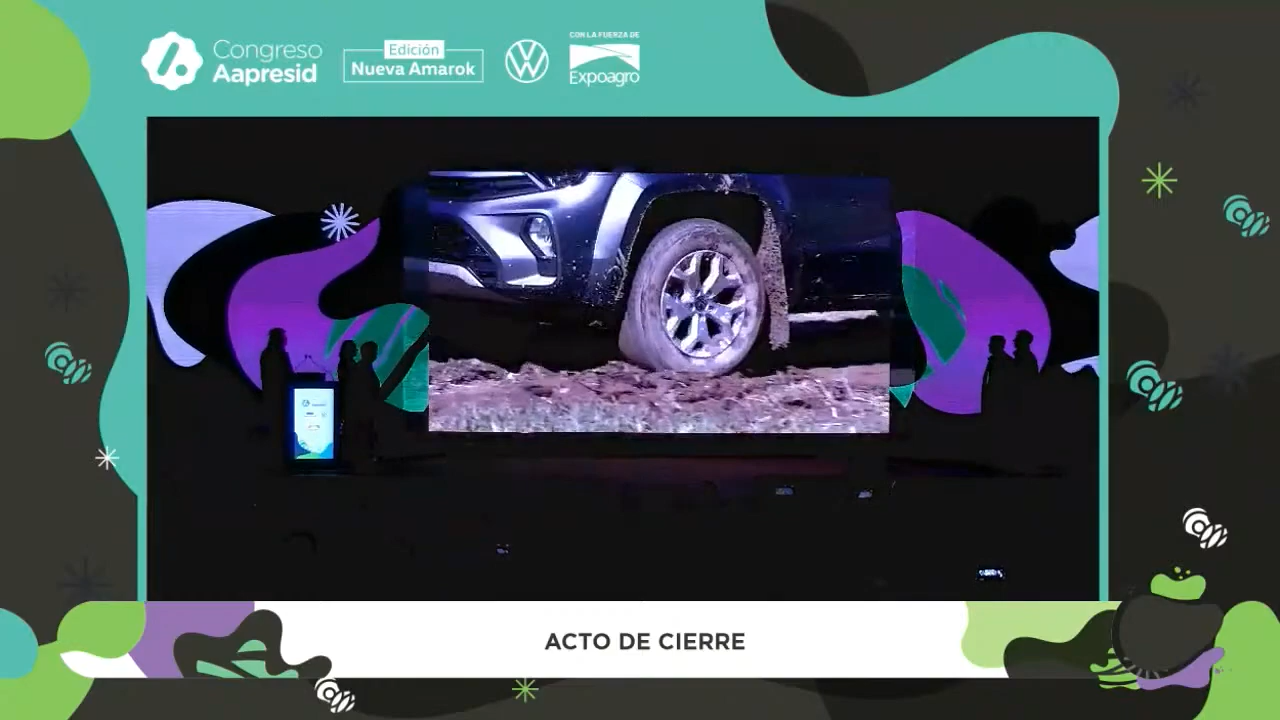 Congreso
Aapresid
Edición
Nueva Amarok
CON LA FUERZA DE
Expoagro
ACTO DE CIERRE